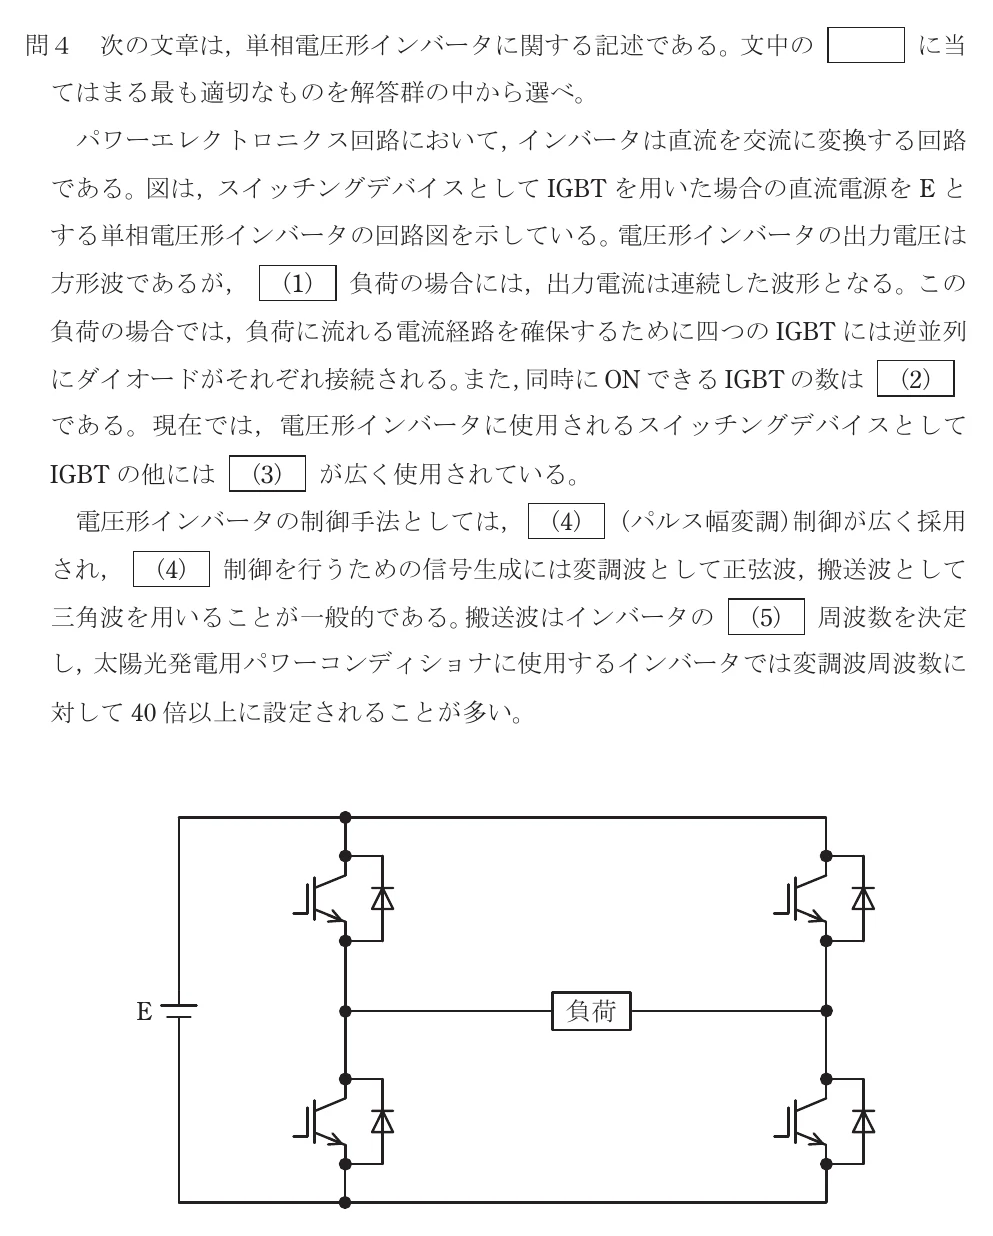 問４　次の文章は，単相電圧形インバータに関する記述である。文中の　　　に当
てはまる最も適切なものを解答群の中から選べ。
パワーエレクトロニクス回路において，インバータは直流を交流に変換する回路
である。図は，スイッチングデバイスとして IGBT を用いた場合の直流電源を E と
する単相電圧形インバータの回路図を示している。電圧形インバータの出力電圧は
方形波であるが，（1）負荷の場合には，出力電流は連続した波形となる。この
負荷の場合では，負荷に流れる電流経路を確保するために四つの IGBT には逆並列
にダイオードがそれぞれ接続される。また，同時に ON できる IGBT の数は（2）
である。現在では，電圧形インバータに使用されるスイッチングデバイスとして
IGBT の他には（3）が広く使用されている。
電圧形インバータの制御手法としては，（4）（パルス幅変調）制御が広く採用
され，（4）制御を行うための信号生成には変調波として正弦波，搬送波として
三角波を用いることが一般的である。搬送波はインバータの（5）周波数を決定
し，太陽光発電用パワーコンディショナに使用するインバータでは変調波周波数に
対して 40 倍以上に設定されることが多い。
E
負荷